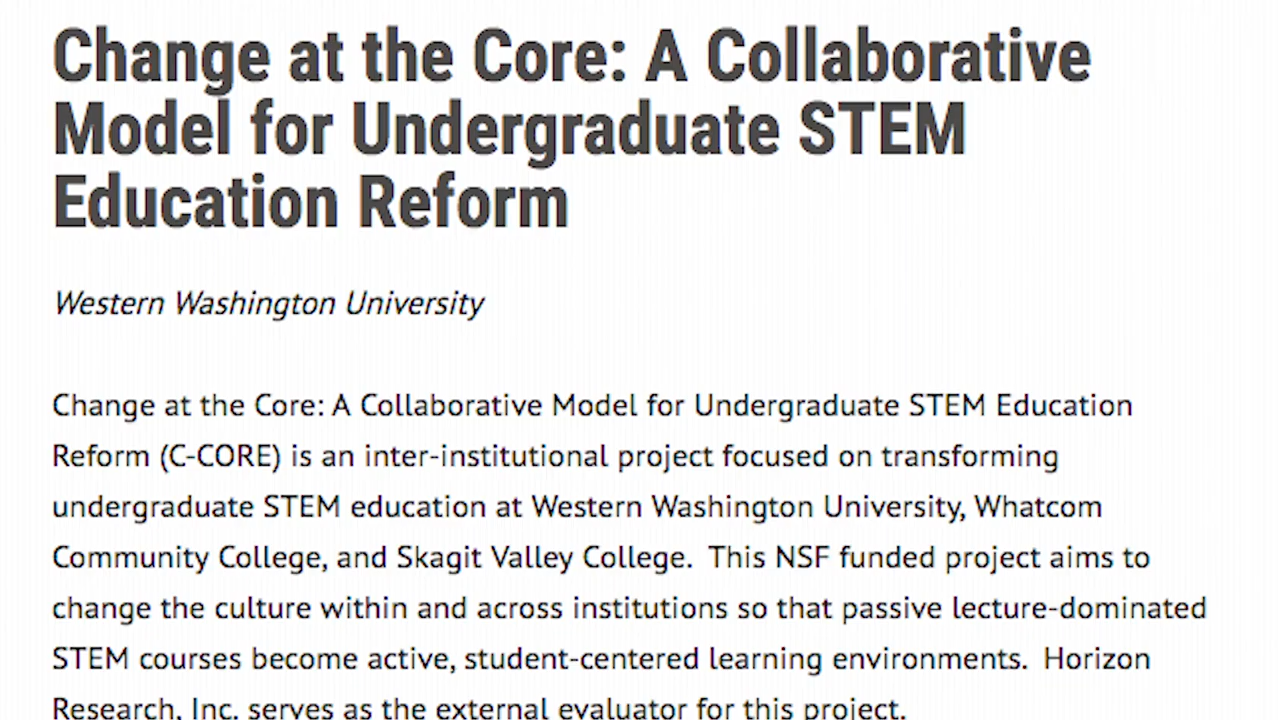 Change at the Core: A Collaborative
Model for Undergraduate STEM
Education Reform
Western Washington University
Change at the Core: A Collaborative Model for Undergraduate STEM Education
Reform (C-CORE) is an inter-institutional project focused on transforming
undergraduate STEM education at Western Washington University, Whatcom
Community College, and Skagit Valley College.  This NSF funded project aims to
change the culture within and across institutions so that passive lecture-dominated
STEM courses become active, student-centered learning environments.  Horizon
Research, Inc. serves as the external evaluator for this project.